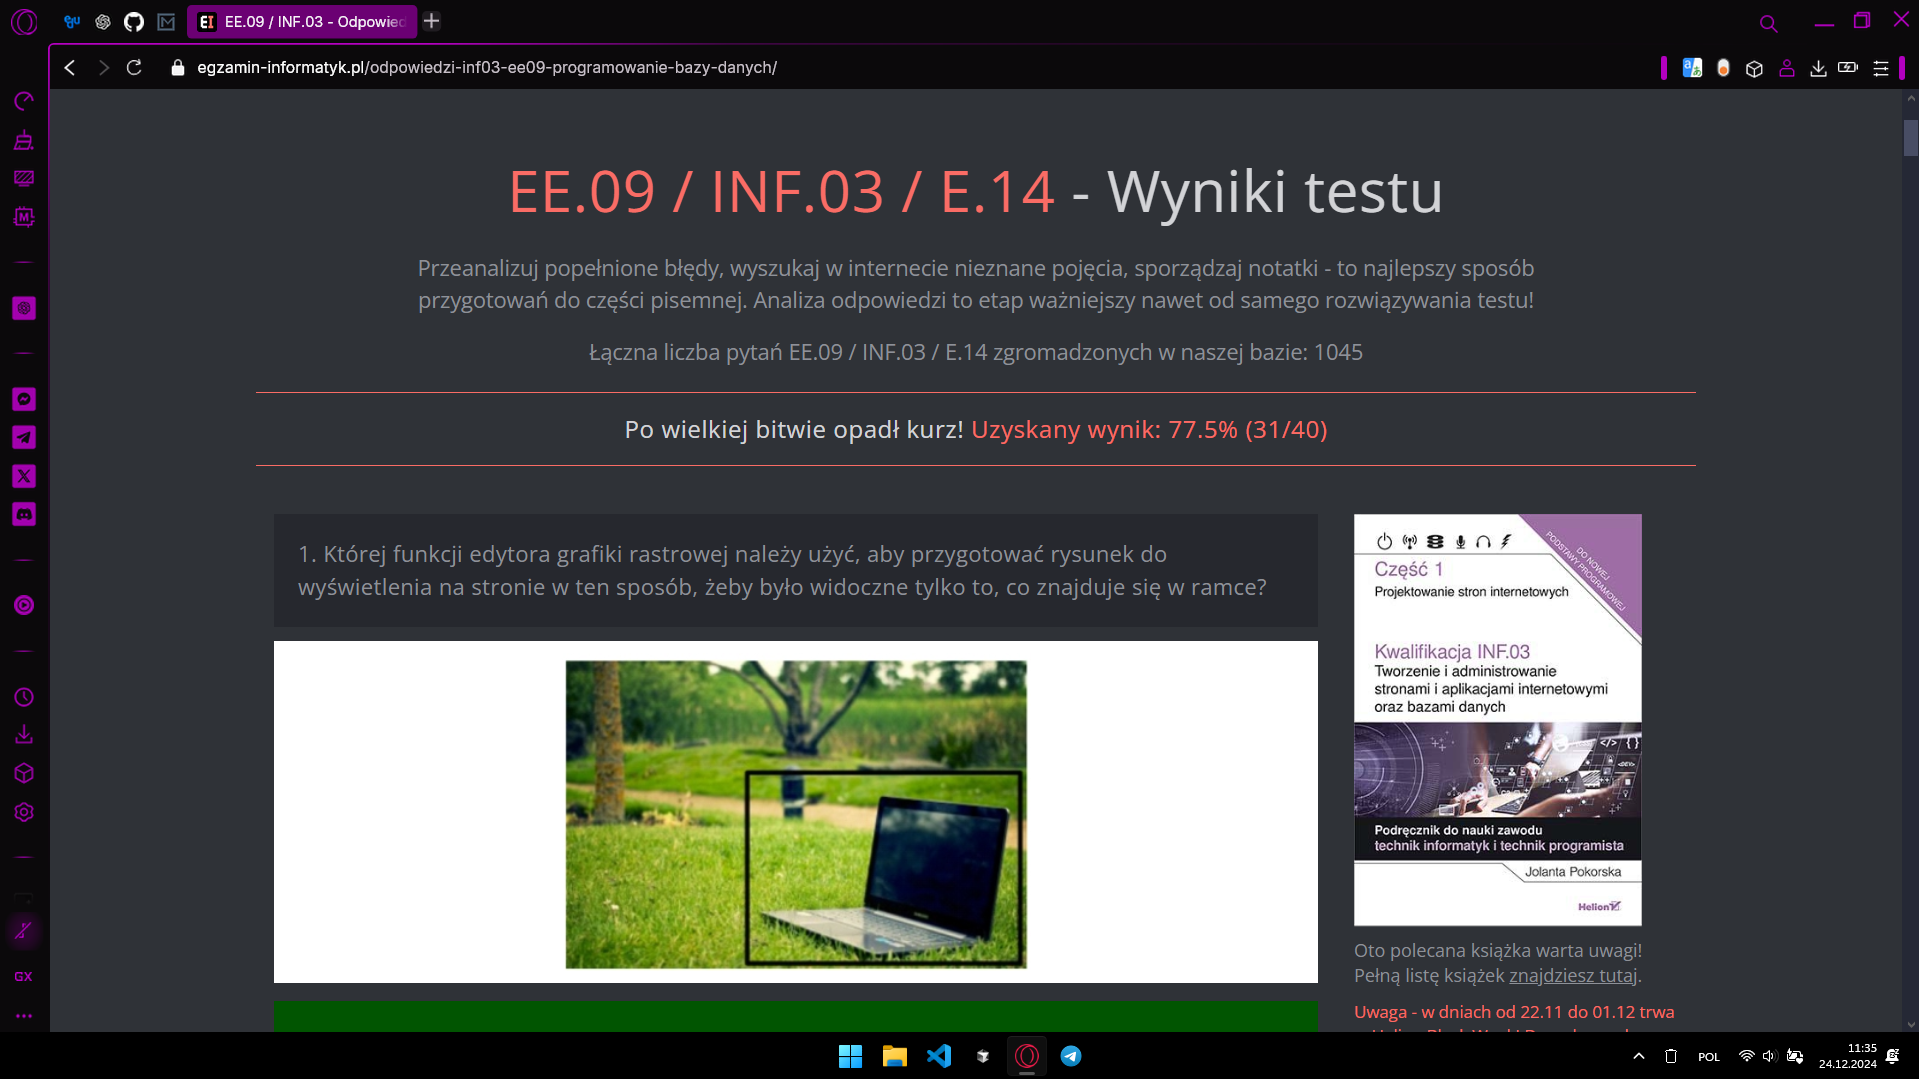 EE.09 / INF.03 - Odpowied
egzamin-informatyk.pl/odpowiedzi-inf03-ee09-programowanie-bazy-danych/
EE.09 / INF.03 / E.14 - Wyniki testu
Przeanalizuj popełnione błędy, wyszukaj w internecie nieznane pojęcia, sporządzaj notatki - to najlepszy sposób
przygotowań do części pisemnej. Analiza odpowiedzi to etap ważniejszy nawet od samego rozwiązywania testu!
Łączna liczba pytań EE.09 / INF.03 / E.14 zgromadzonych w naszej bazie: 1045
Po wielkiej bitwie opadł kurz! Uzyskany wynik: 77.5% (31/40)
1. Której funkcji edytora grafiki rastrowej należy użyć, aby przygotować rysunek do
wyświetlenia na stronie w ten sposób, żeby było widoczne tylko to, co znajduje się w ramce?
DO NOWEJ
PODSTAWY PROGRAMOWEJ
Część 1
Projektowanie stron internetowych
Kwalifikacja INF.03
Tworzenie i administrowanie
stronami i aplikacjami internetowymi
oraz bazami danych
Podręcznik do nauki zawodu
technik informatyk i technik programista
Jolanta Pokorska
Helion
Oto polecana książka warta uwagi!
Pełną listę książek znajdziesz tutaj.
Uwaga - w dniach od 22.11 do 01.12 trwa
GX
POL
11:35
24.12.2024